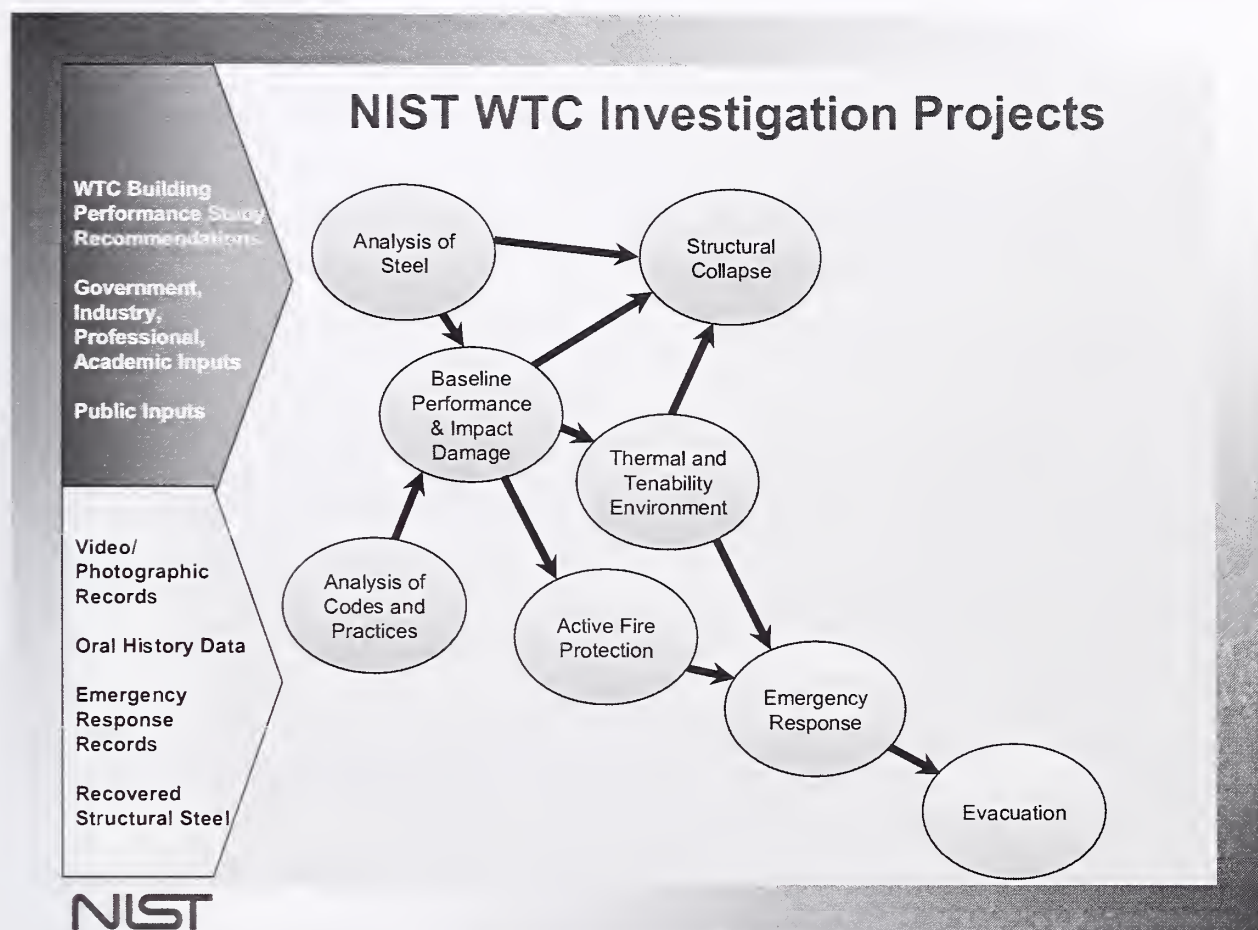 NIST WTC Investigation Projects
WTC Building
Performance Study
Recommendations
Government,
Industry,
Professional,
Academic Inputs
Public Inputs
Video/
Photographic
Records
Oral History Data
Emergency
Response
Records
Recovered
Structural Steel
Analysis of
Steel
Structural
Collapse
Baseline
Performance
& Impact
Damage
Thermal and
Tenability
Environment
Analysis of
Codes and
Practices
Active Fire
Protection
Emergency
Response
Evacuation
NIST